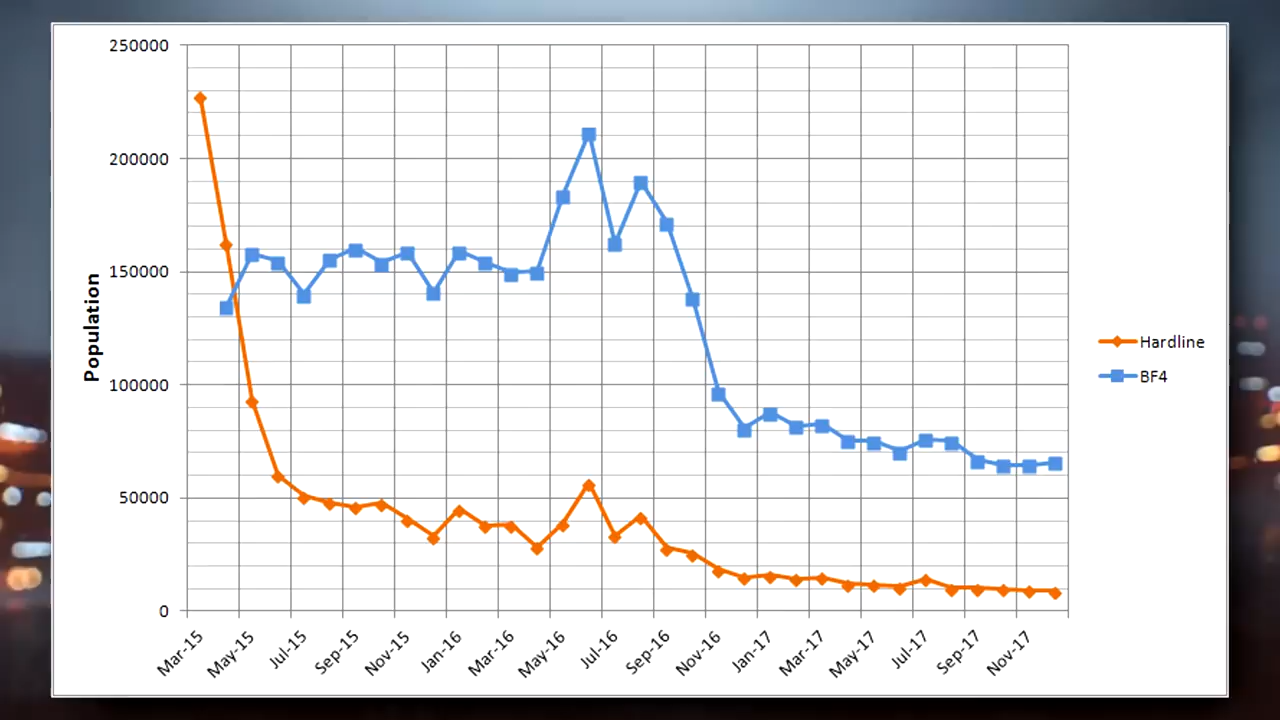 250000
200000
150000
100000
50000
0
Population
Mar-15
May-15
Jul-15
Sep-15
Nov-15
Jan-16
Mar-16
May-16
Jul-16
Sep-16
Nov-16
Jan-17
Mar-17
May-17
Jul-17
Sep-17
Nov-17
Hardline
BF4